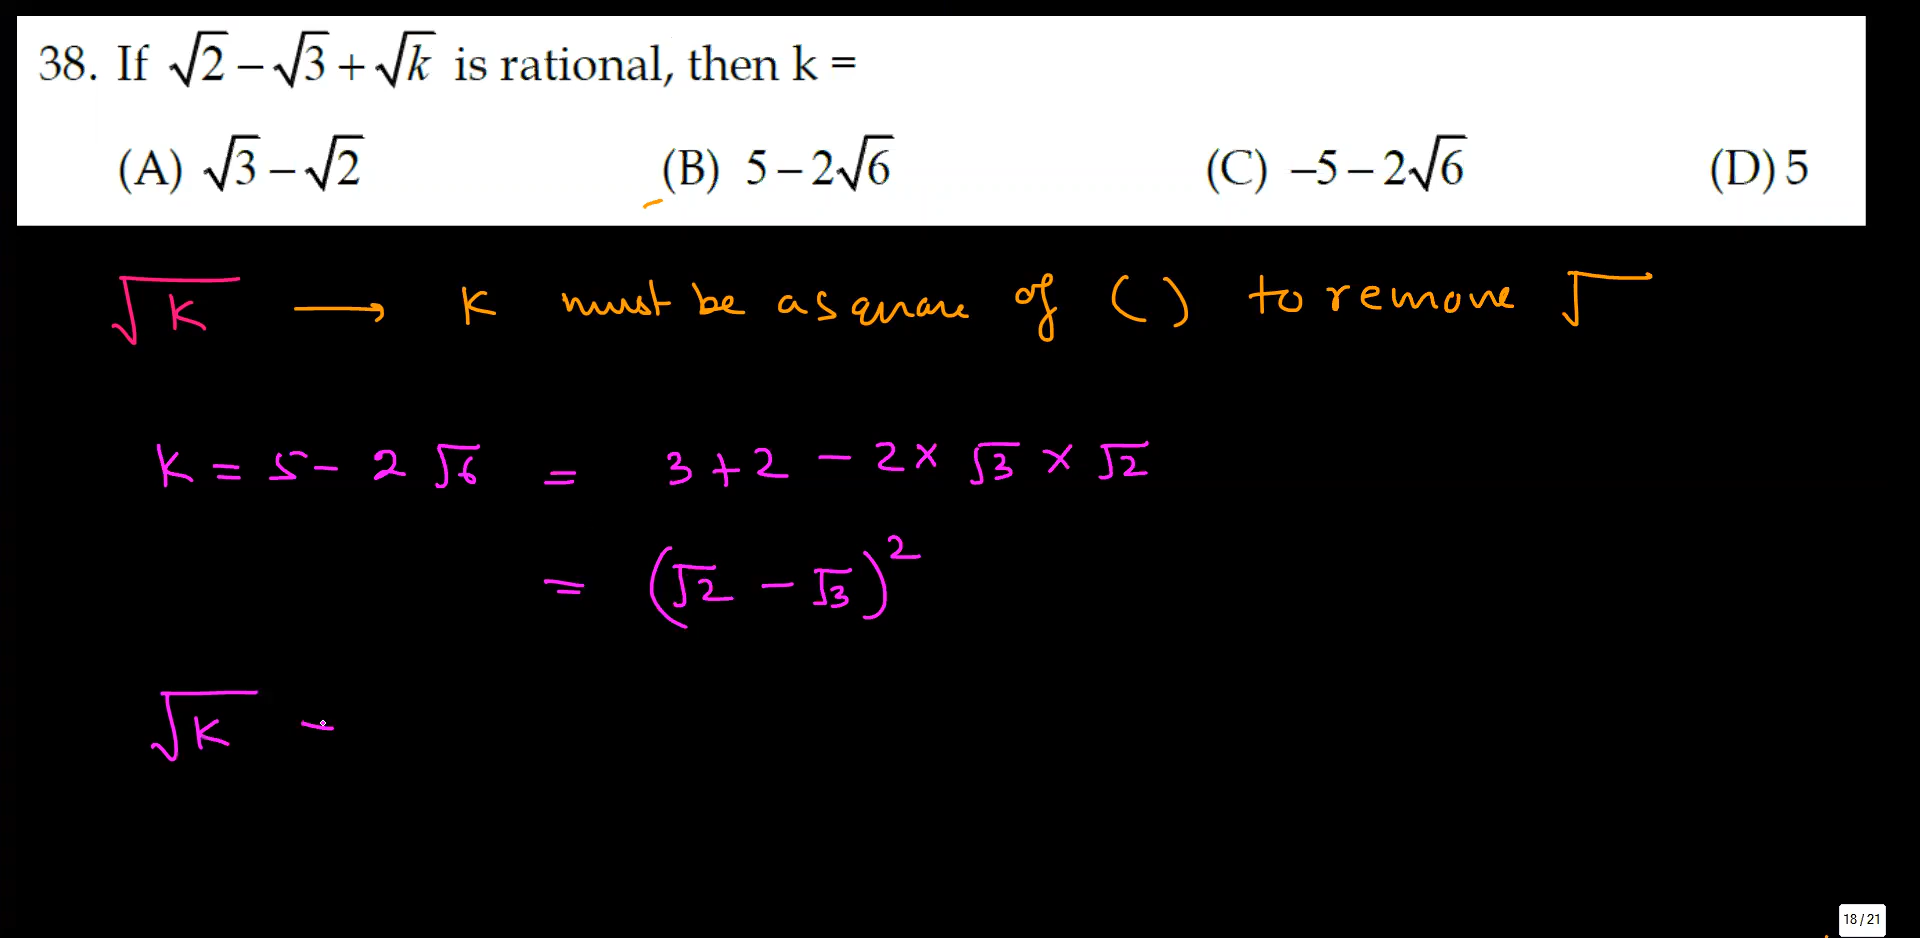 38. If √2 – √3 + √k is rational, then k =
(A) √3 – √2 (B) 5 – 2√6 (C) –5 – 2√6 (D) 5
√K → K must be a square of ( ) to remove √
K = 5 - 2 √6 = 3 + 2 - 2 × √3 × √2
= (√2 - √3)²
√K -
18 / 21